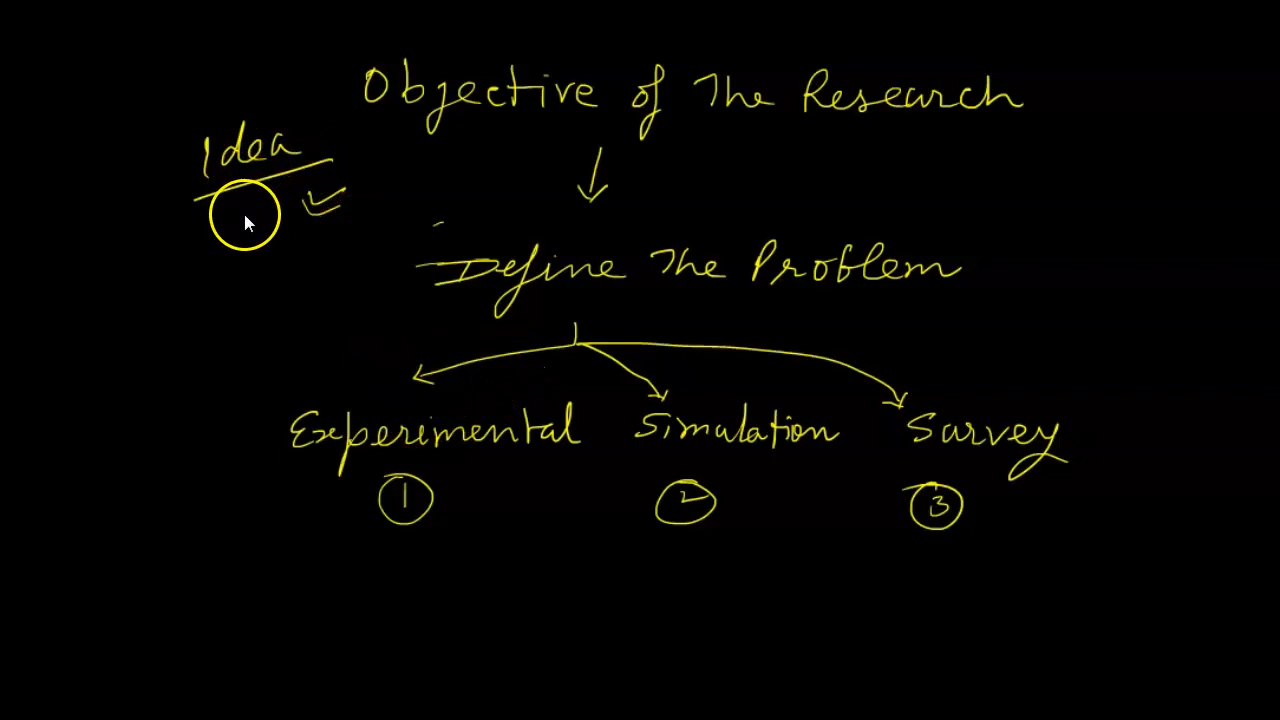 Objective of The Research
Idea
Define The Problem
Experimental Simulation Survey
1 2 3